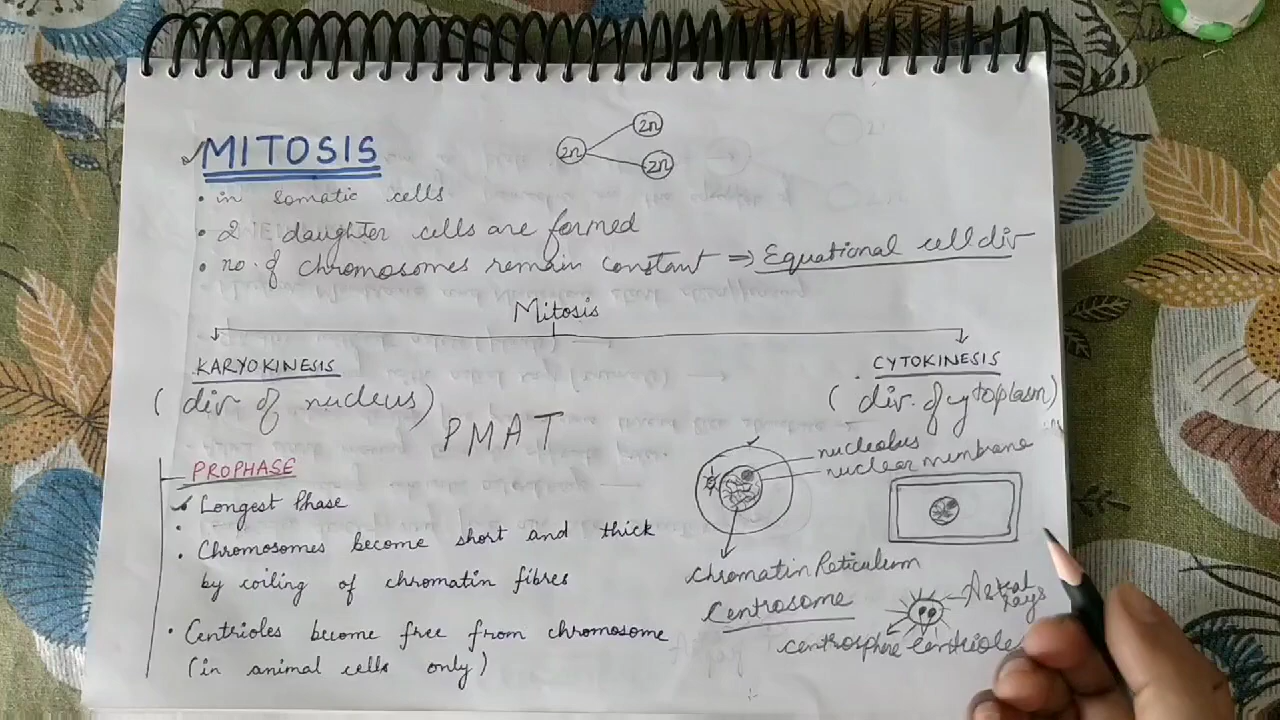 MITOSIS
2n
2n
2n
• in somatic cells
• 2 daughter cells are formed
• no. of chromosomes remain constant ⇒ Equational cell div
Mitosis
KARYOKINESIS
(div of nucleus)
CYTOKINESIS
(div. of cytoplasm)
PMAT
PROPHASE
• Longest Phase
• Chromosomes become short and thick
by coiling of chromatin fibres
• Centrioles become free from chromosome
(in animal cells only)
nucleolus
nuclear membrane
Chromatin Reticulum
Centrosome
Astral
rays
centrosphere
centriole